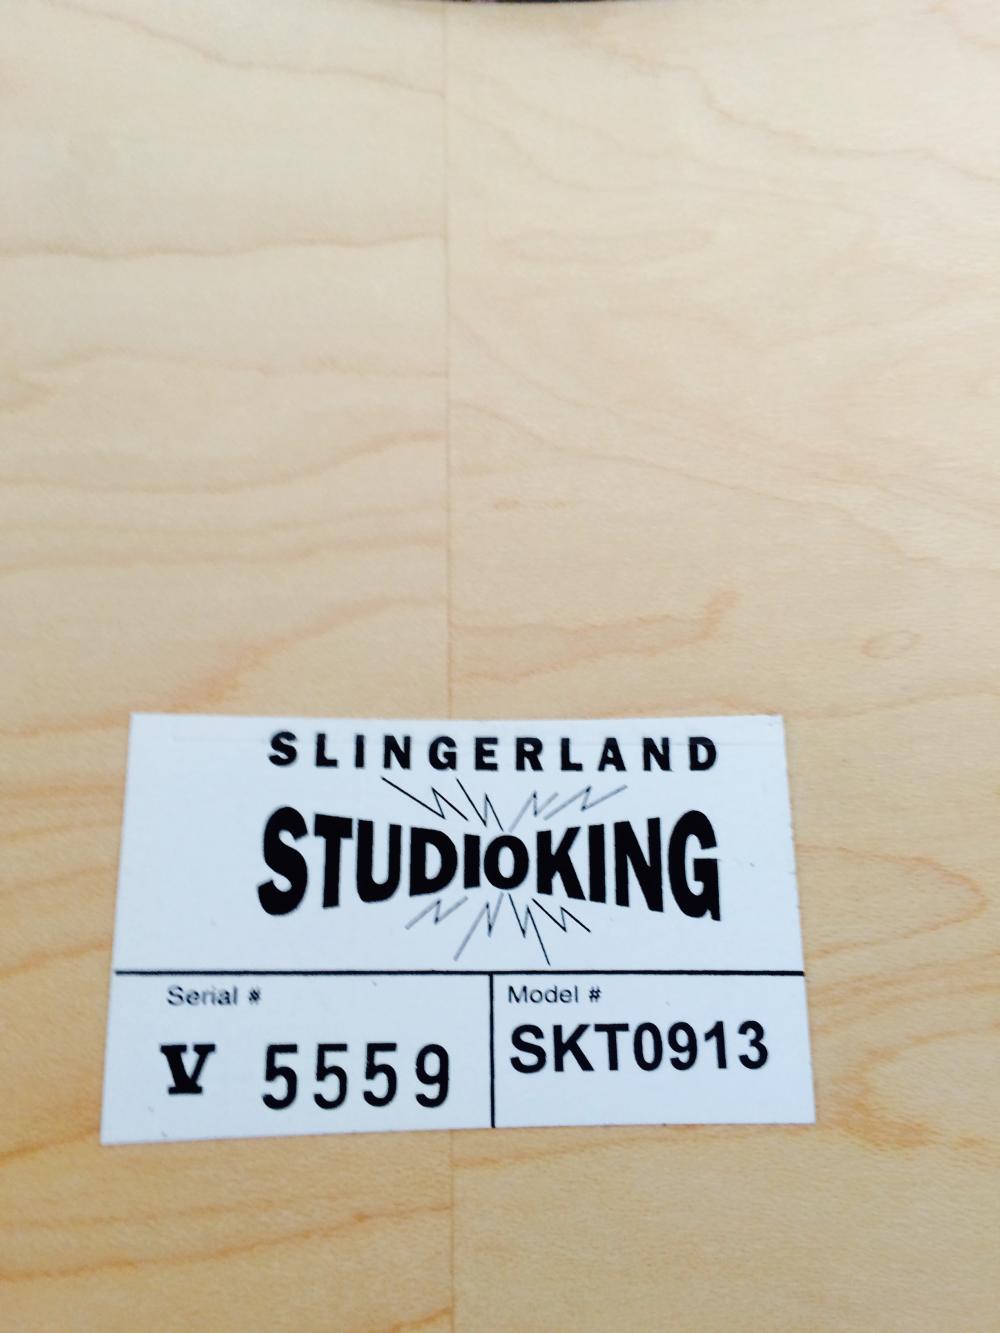 SLINGERLAND
STUDIOKING
Serial #
V 5559
Model #
SKT0913